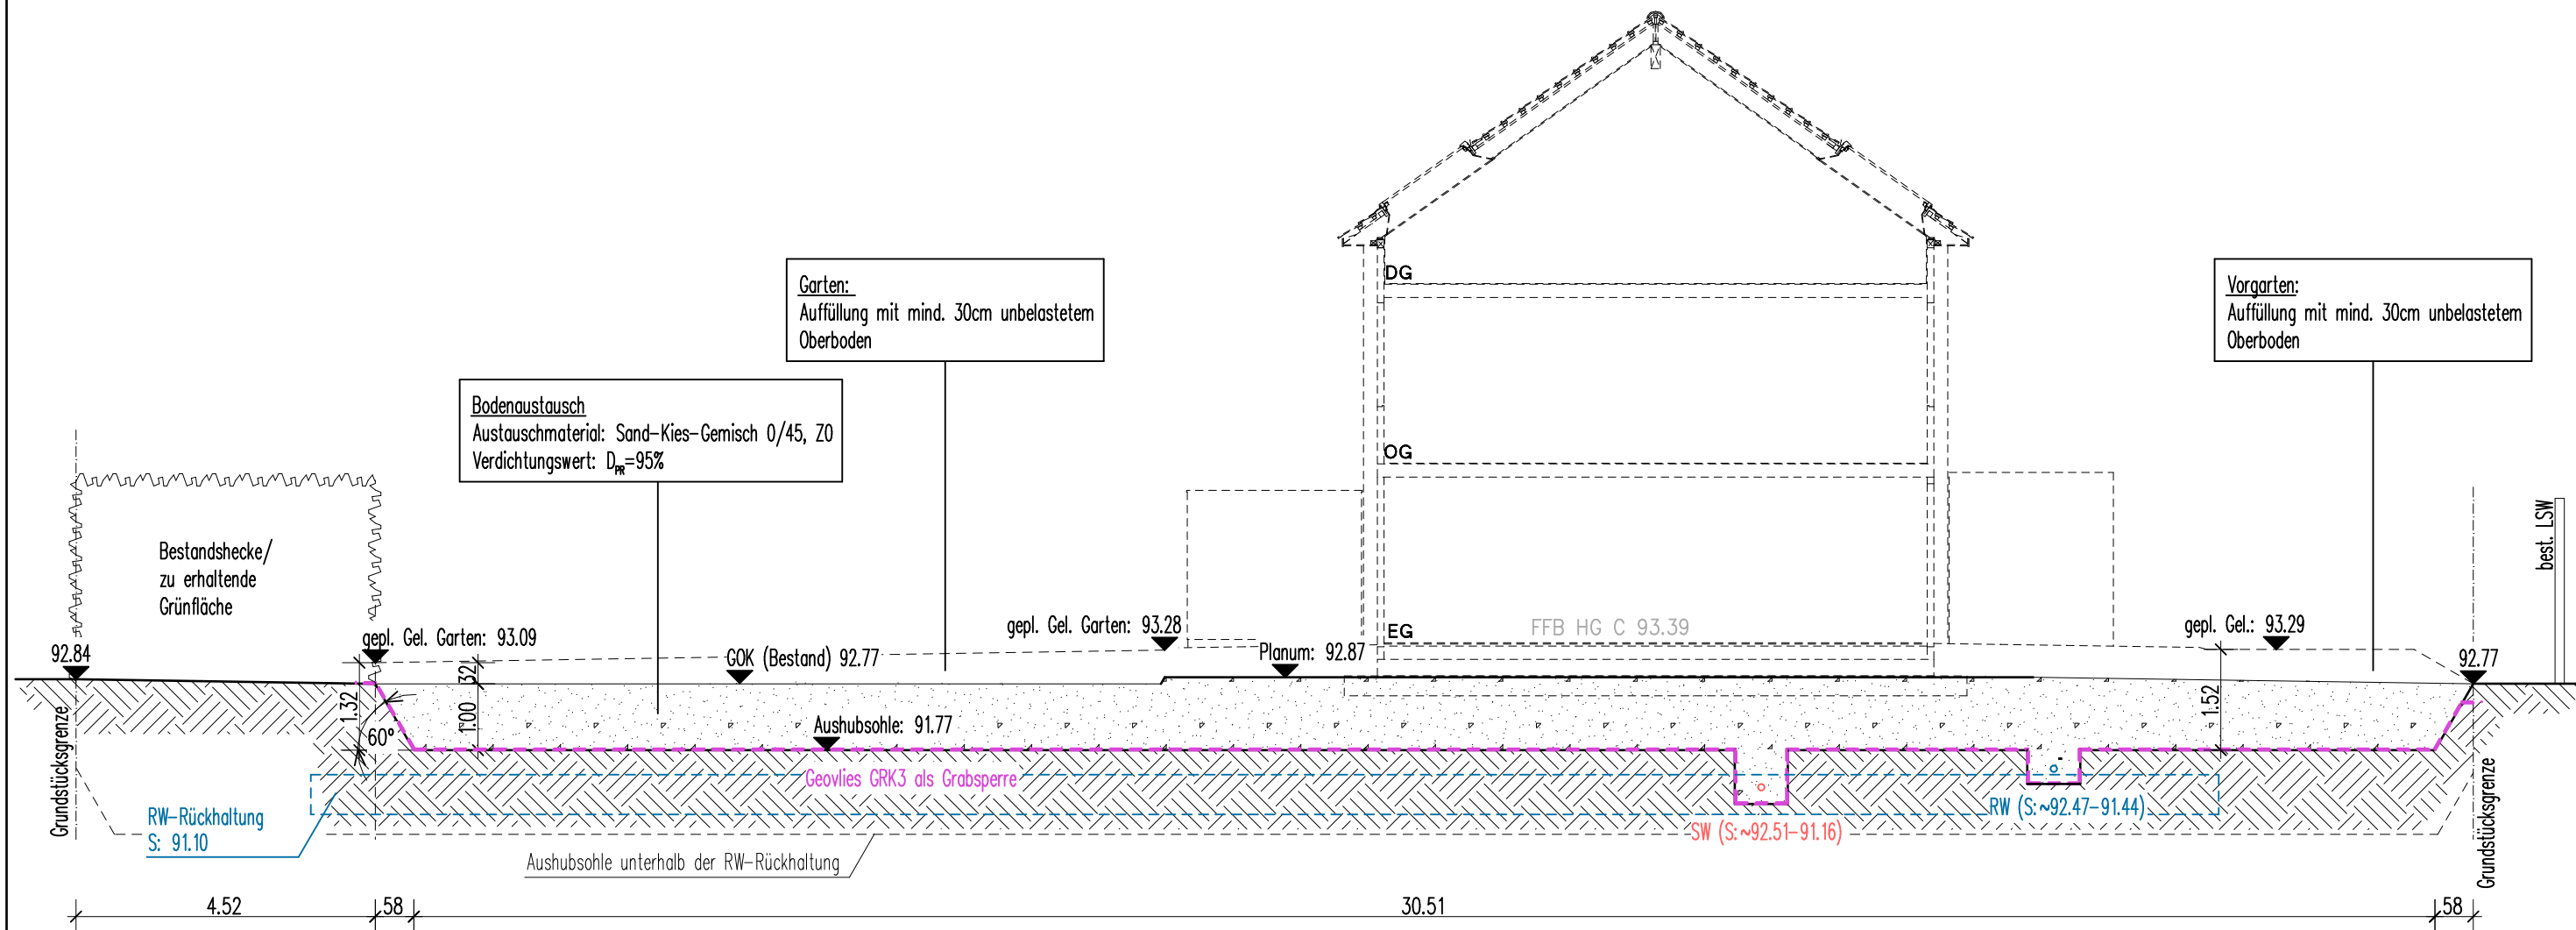 DG
Garten:
Auffüllung mit mind. 30cm unbelastetem
Oberboden
Vorgarten:
Auffüllung mit mind. 30cm unbelastetem
Oberboden
Bodenaustausch
Austauschmaterial: Sand-Kies-Gemisch 0/45, Z0
Verdichtungswert: DPR=95%
OG
best. LSW
Bestandshecke/
zu erhaltende
Grünfläche
gepl. Gel. Garten: 93.09
gepl. Gel. Garten: 93.28
EG
FFB HG C 93.39
gepl. Gel.: 93.29
92.84
GOK (Bestand) 92.77
Planum: 92.87
92.77
32
1.32
1.00
1.52
60°
Aushubsohle: 91.77
Geovlies GRK3 als Grabsperre
Grundstücksgrenze
Grundstücksgrenze
RW-Rückhaltung
S: 91.10
RW (S:~92.47-91.44)
SW (S:~92.51-91.16)
Aushubsohle unterhalb der RW-Rückhaltung
4.52
58
30.51
58